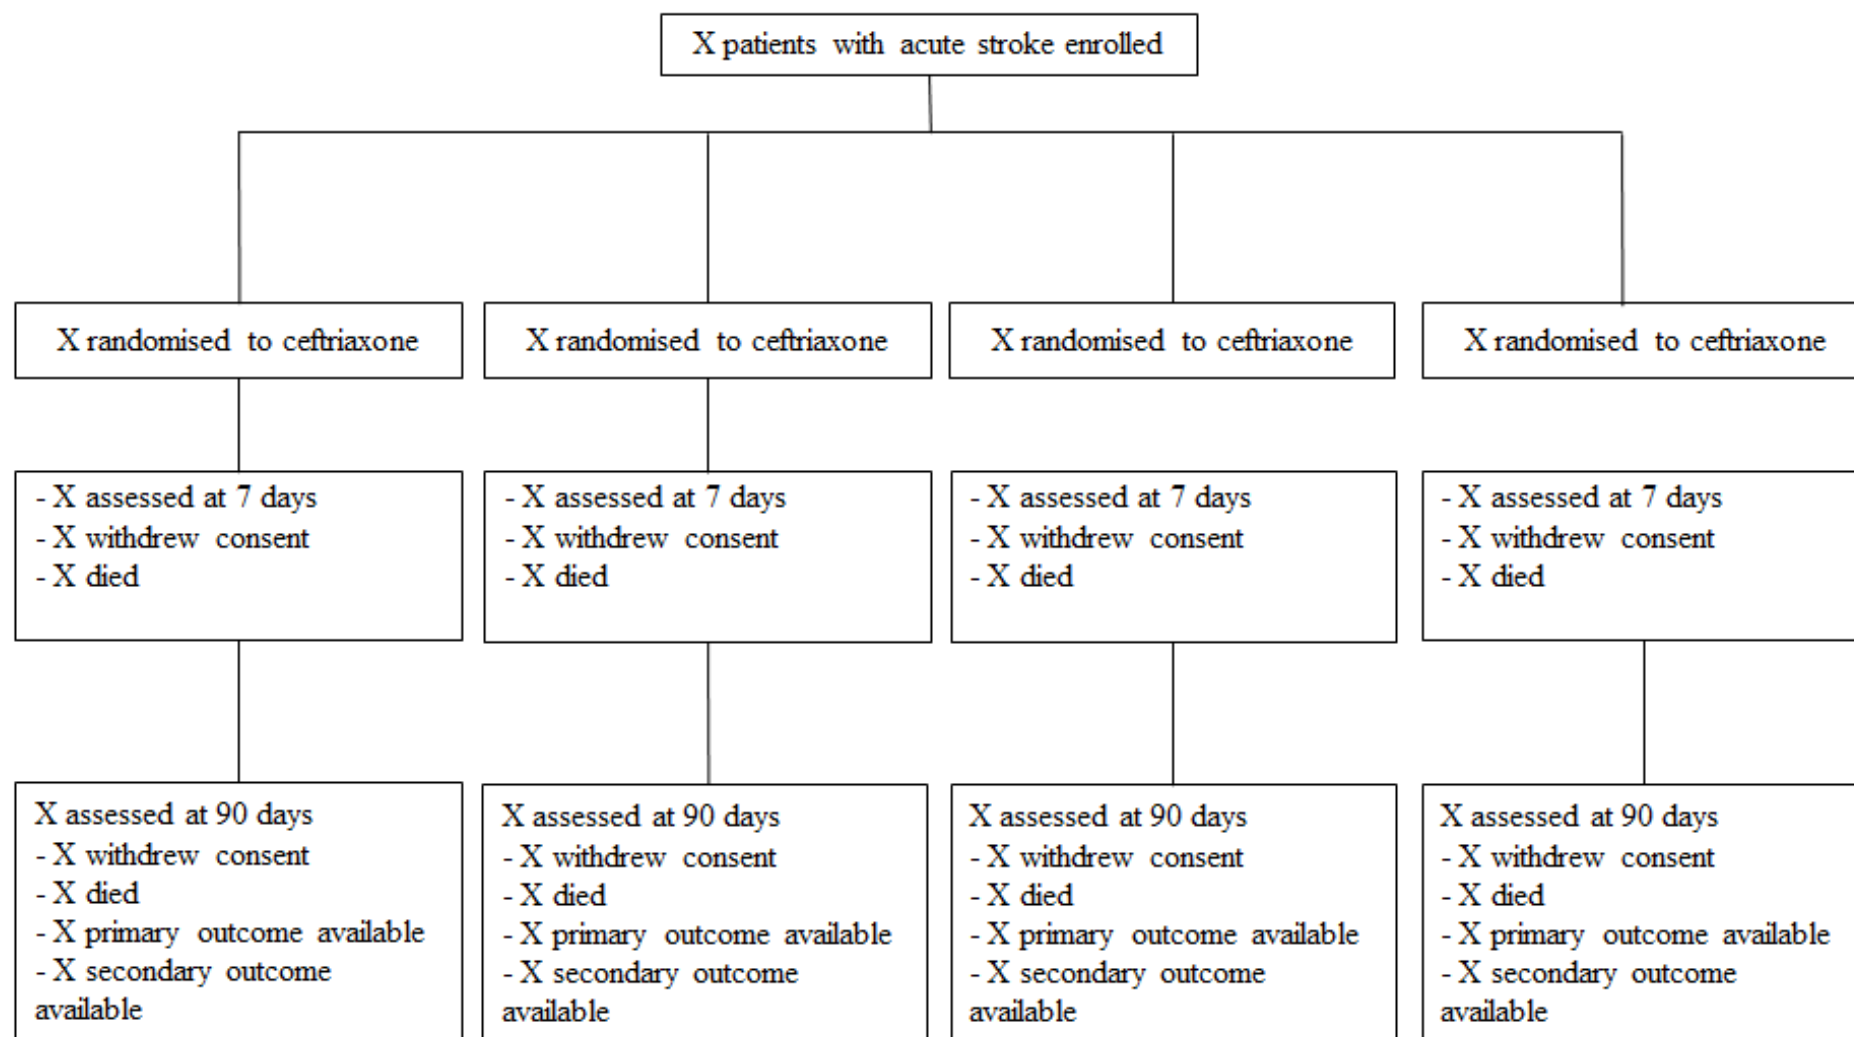 X patients with acute stroke enrolled
X randomised to ceftriaxone
X randomised to ceftriaxone
X randomised to ceftriaxone
X randomised to ceftriaxone
- X assessed at 7 days
- X withdrew consent
- X died
- X assessed at 7 days
- X withdrew consent
- X died
- X assessed at 7 days
- X withdrew consent
- X died
- X assessed at 7 days
- X withdrew consent
- X died
X assessed at 90 days
- X withdrew consent
- X died
- X primary outcome available
- X secondary outcome
available
X assessed at 90 days
- X withdrew consent
- X died
- X primary outcome available
- X secondary outcome
available
X assessed at 90 days
- X withdrew consent
- X died
- X primary outcome available
- X secondary outcome
available
X assessed at 90 days
- X withdrew consent
- X died
- X primary outcome available
- X secondary outcome
available